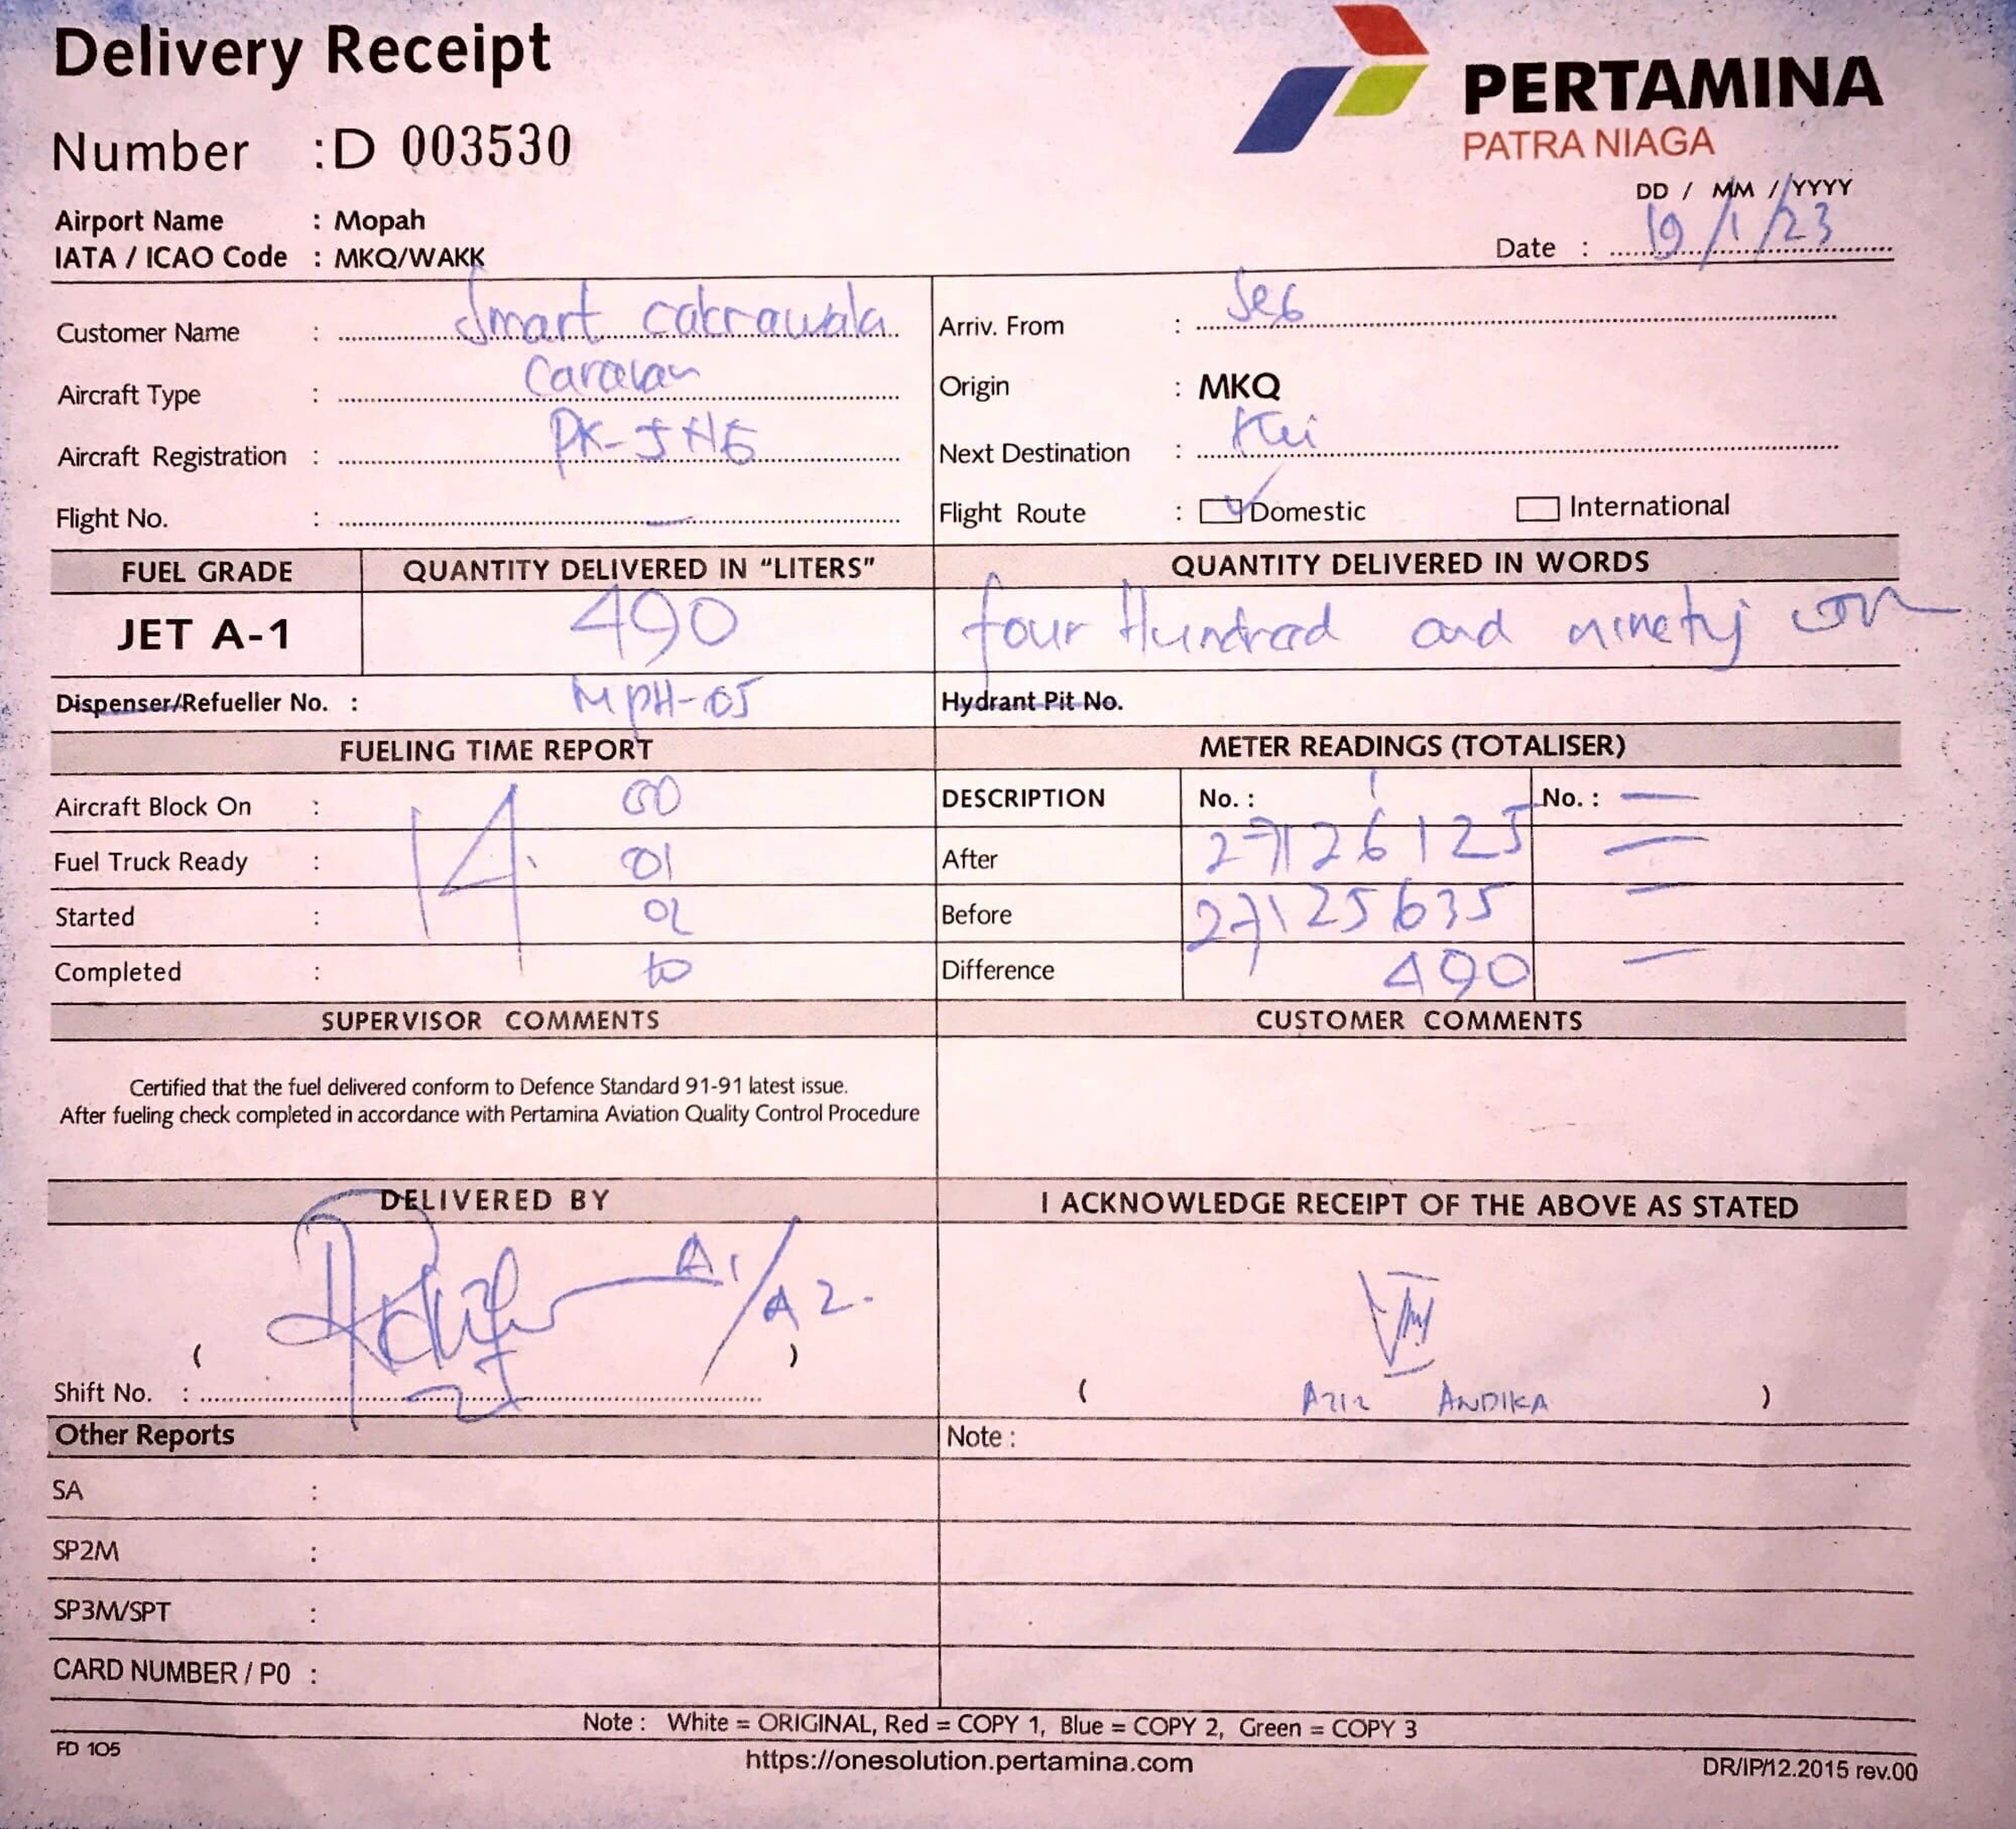 Delivery Receipt
PERTAMINA
PATRA NIAGA
Number : D 003530
DD / MM / YYYY
Airport Name : Mopah
IATA / ICAO Code : MKQ/WAKK
Date : 19/1/23
Customer Name : Smart cakrawala
Arriv. From :
Aircraft Type : Caravan
Origin : MKQ
Aircraft Registration :
Next Destination :
Flight No. : —
Flight Route : Domestic International
FUEL GRADE QUANTITY DELIVERED IN "LITERS" QUANTITY DELIVERED IN WORDS
JET A-1 490 four Hundred and ninety
Dispenser/Refueller No. : MPH-05 Hydrant Pit No.
FUELING TIME REPORT METER READINGS (TOTALISER)
Aircraft Block On : 14. 00 DESCRIPTION No. : 1 No. : —
Fuel Truck Ready : 01 After 27126125 —
Started : 02 Before 27125635 —
Completed : 10 Difference 490 —
SUPERVISOR COMMENTS CUSTOMER COMMENTS
Certified that the fuel delivered conform to Defence Standard 91-91 latest issue.
After fueling check completed in accordance with Pertamina Aviation Quality Control Procedure
DELIVERED BY I ACKNOWLEDGE RECEIPT OF THE ABOVE AS STATED
A1/A2.
( )
Shift No. :
( AZIZ ANDIKA )
Other Reports Note :
SA :
SP2M :
SP3M/SPT :
CARD NUMBER / PO :
Note : White = ORIGINAL, Red = COPY 1, Blue = COPY 2, Green = COPY 3
FD 105
https://onesolution.pertamina.com
DR/IP/12.2015 rev.00